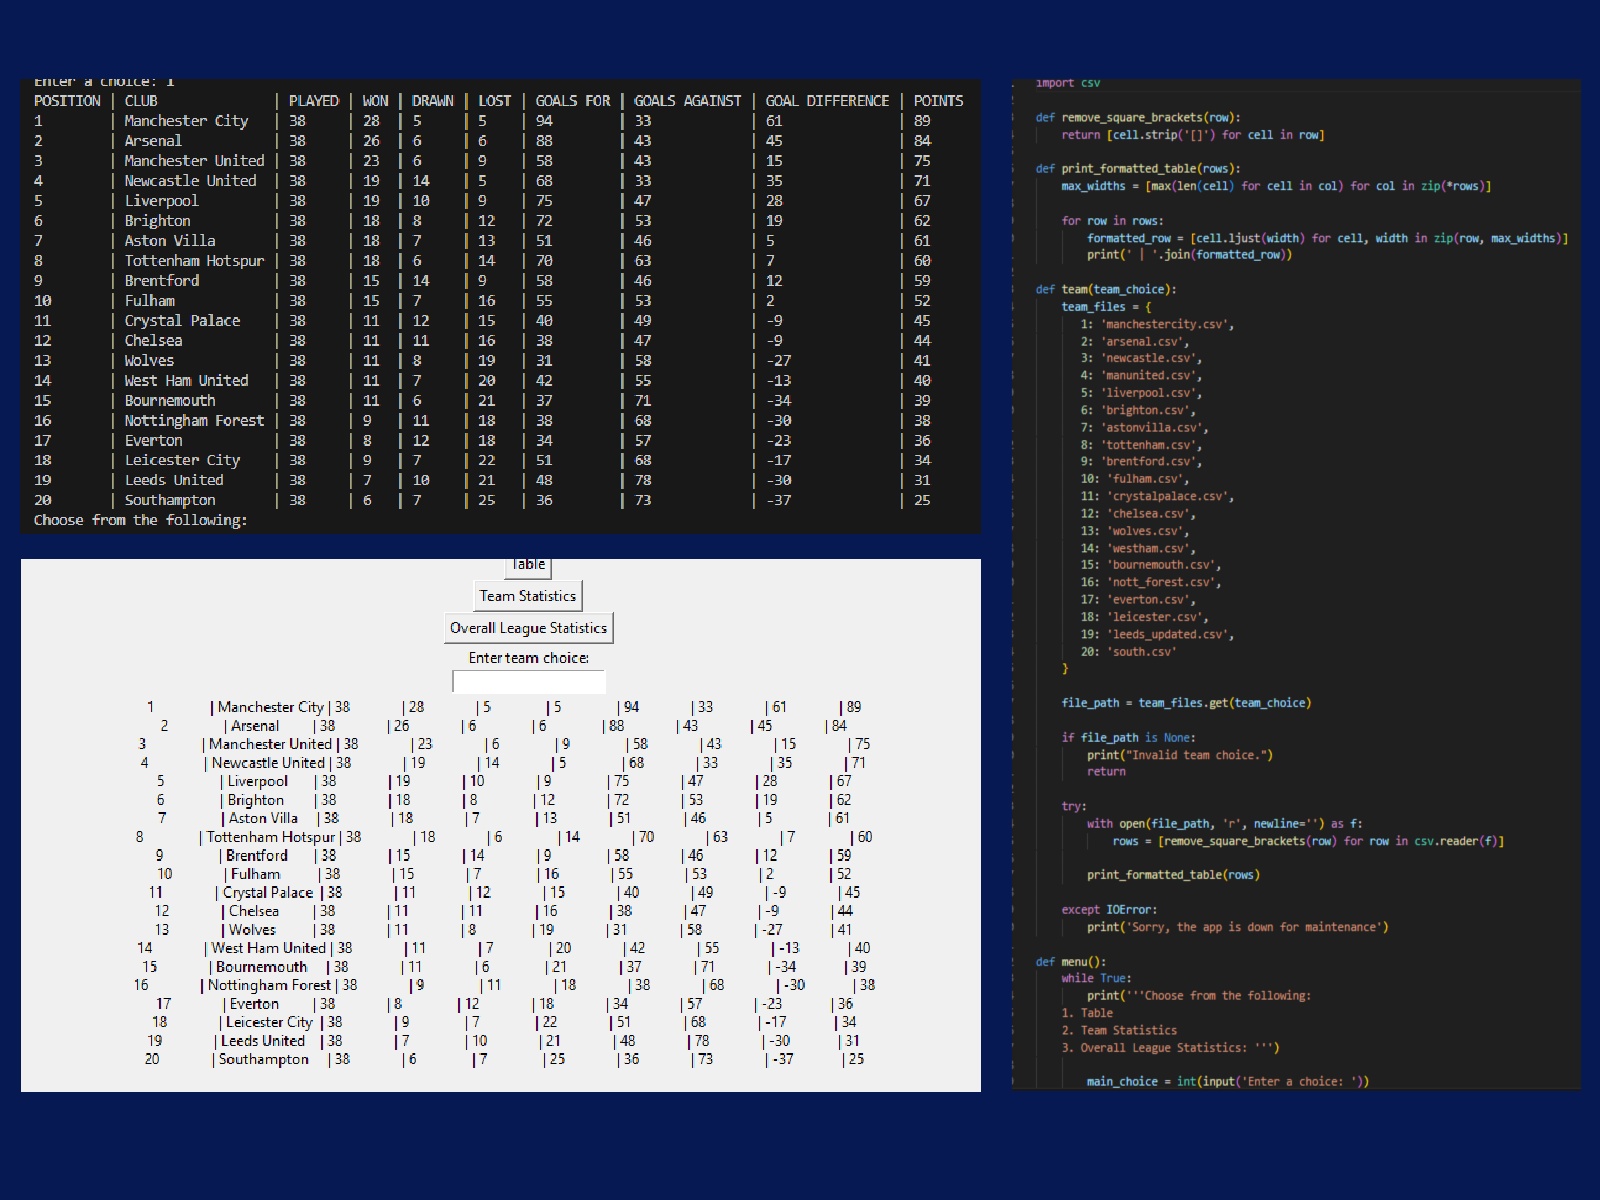 Enter a choice: 1
POSITION | CLUB | PLAYED | WON | DRAWN | LOST | GOALS FOR | GOALS AGAINST | GOAL DIFFERENCE | POINTS
1 | Manchester City | 38 | 28 | 5 | 5 | 94 | 33 | 61 | 89
2 | Arsenal | 38 | 26 | 6 | 6 | 88 | 43 | 45 | 84
3 | Manchester United | 38 | 23 | 6 | 9 | 58 | 43 | 15 | 75
4 | Newcastle United | 38 | 19 | 14 | 5 | 68 | 33 | 35 | 71
5 | Liverpool | 38 | 19 | 10 | 9 | 75 | 47 | 28 | 67
6 | Brighton | 38 | 18 | 8 | 12 | 72 | 53 | 19 | 62
7 | Aston Villa | 38 | 18 | 7 | 13 | 51 | 46 | 5 | 61
8 | Tottenham Hotspur | 38 | 18 | 6 | 14 | 70 | 63 | 7 | 60
9 | Brentford | 38 | 15 | 14 | 9 | 58 | 46 | 12 | 59
10 | Fulham | 38 | 15 | 7 | 16 | 55 | 53 | 2 | 52
11 | Crystal Palace | 38 | 11 | 12 | 15 | 40 | 49 | -9 | 45
12 | Chelsea | 38 | 11 | 11 | 16 | 38 | 47 | -9 | 44
13 | Wolves | 38 | 11 | 8 | 19 | 31 | 58 | -27 | 41
14 | West Ham United | 38 | 11 | 7 | 20 | 42 | 55 | -13 | 40
15 | Bournemouth | 38 | 11 | 6 | 21 | 37 | 71 | -34 | 39
16 | Nottingham Forest | 38 | 9 | 11 | 18 | 38 | 68 | -30 | 38
17 | Everton | 38 | 8 | 12 | 18 | 34 | 57 | -23 | 36
18 | Leicester City | 38 | 9 | 7 | 22 | 51 | 68 | -17 | 34
19 | Leeds United | 38 | 7 | 10 | 21 | 48 | 78 | -30 | 31
20 | Southampton | 38 | 6 | 7 | 25 | 36 | 73 | -37 | 25
Choose from the following:
Table
Team Statistics
Overall League Statistics
Enter team choice:
1 | Manchester City | 38 | 28 | 5 | 5 | 94 | 33 | 61 | 89
2 | Arsenal | 38 | 26 | 6 | 6 | 88 | 43 | 45 | 84
3 | Manchester United | 38 | 23 | 6 | 9 | 58 | 43 | 15 | 75
4 | Newcastle United | 38 | 19 | 14 | 5 | 68 | 33 | 35 | 71
5 | Liverpool | 38 | 19 | 10 | 9 | 75 | 47 | 28 | 67
6 | Brighton | 38 | 18 | 8 | 12 | 72 | 53 | 19 | 62
7 | Aston Villa | 38 | 18 | 7 | 13 | 51 | 46 | 5 | 61
8 | Tottenham Hotspur | 38 | 18 | 6 | 14 | 70 | 63 | 7 | 60
9 | Brentford | 38 | 15 | 14 | 9 | 58 | 46 | 12 | 59
10 | Fulham | 38 | 15 | 7 | 16 | 55 | 53 | 2 | 52
11 | Crystal Palace | 38 | 11 | 12 | 15 | 40 | 49 | -9 | 45
12 | Chelsea | 38 | 11 | 11 | 16 | 38 | 47 | -9 | 44
13 | Wolves | 38 | 11 | 8 | 19 | 31 | 58 | -27 | 41
14 | West Ham United | 38 | 11 | 7 | 20 | 42 | 55 | -13 | 40
15 | Bournemouth | 38 | 11 | 6 | 21 | 37 | 71 | -34 | 39
16 | Nottingham Forest | 38 | 9 | 11 | 18 | 38 | 68 | -30 | 38
17 | Everton | 38 | 8 | 12 | 18 | 34 | 57 | -23 | 36
18 | Leicester City | 38 | 9 | 7 | 22 | 51 | 68 | -17 | 34
19 | Leeds United | 38 | 7 | 10 | 21 | 48 | 78 | -30 | 31
20 | Southampton | 38 | 6 | 7 | 25 | 36 | 73 | -37 | 25
import csv
def remove_square_brackets(row):
return [cell.strip('[]') for cell in row]
def print_formatted_table(rows):
max_widths = [max(len(cell) for cell in col) for col in zip(*rows)]
for row in rows:
formatted_row = [cell.ljust(width) for cell, width in zip(row, max_widths)]
print(' | '.join(formatted_row))
def team(team_choice):
team_files = {
1: 'manchestercity.csv',
2: 'arsenal.csv',
3: 'newcastle.csv',
4: 'manunited.csv',
5: 'liverpool.csv',
6: 'brighton.csv',
7: 'astonvilla.csv',
8: 'tottenham.csv',
9: 'brentford.csv',
10: 'fulham.csv',
11: 'crystalpalace.csv',
12: 'chelsea.csv',
13: 'wolves.csv',
14: 'westham.csv',
15: 'bournemouth.csv',
16: 'nott_forest.csv',
17: 'everton.csv',
18: 'leicester.csv',
19: 'leeds_updated.csv',
20: 'south.csv'
}
file_path = team_files.get(team_choice)
if file_path is None:
print("Invalid team choice.")
return
try:
with open(file_path, 'r', newline='') as f:
rows = [remove_square_brackets(row) for row in csv.reader(f)]
print_formatted_table(rows)
except IOError:
print('Sorry, the app is down for maintenance')
def menu():
while True:
print('''Choose from the following:
1. Table
2. Team Statistics
3. Overall League Statistics: ''')
main_choice = int(input('Enter a choice: '))